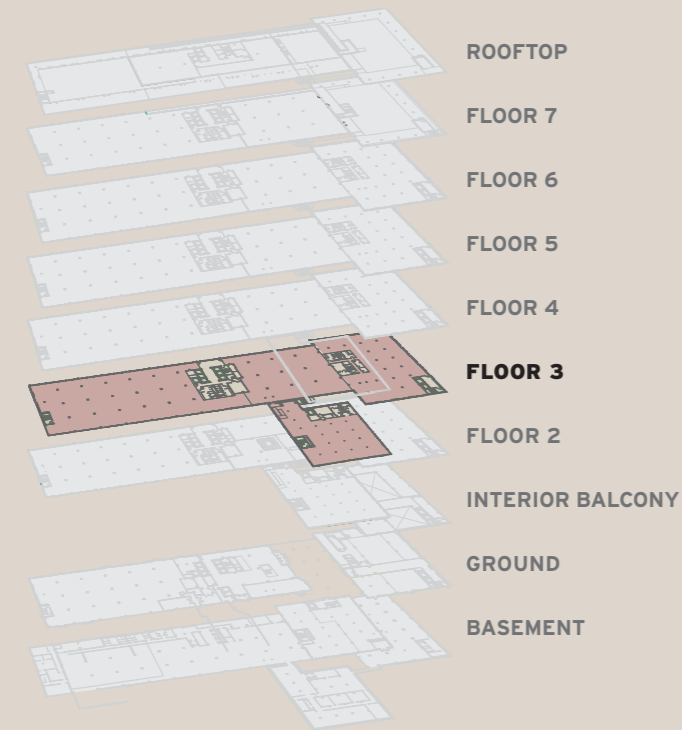 ROOFTOP
FLOOR 7
FLOOR 6
FLOOR 5
FLOOR 4
FLOOR 3
FLOOR 2
INTERIOR BALCONY
GROUND
BASEMENT